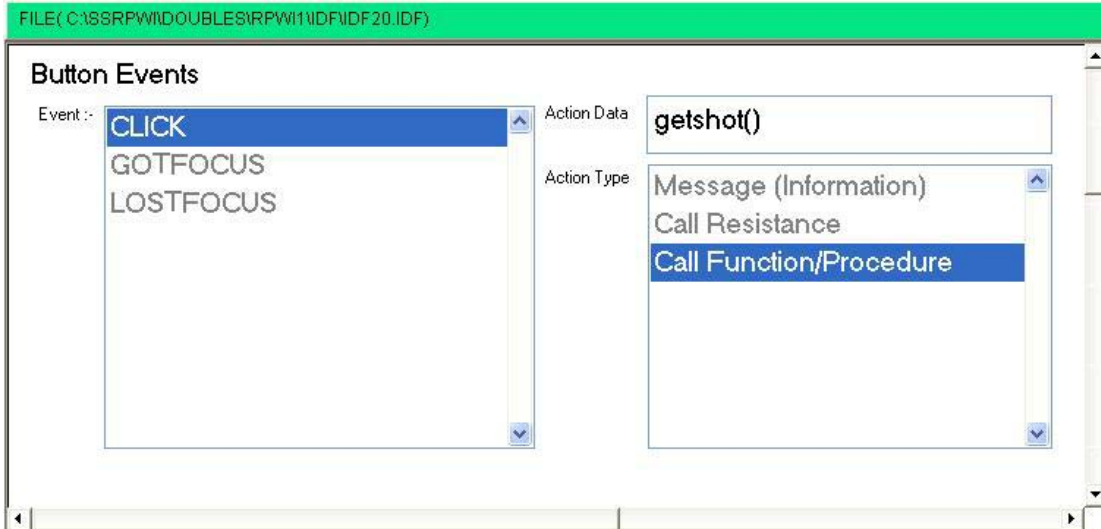 FILE( C:\SSRPWI\DOUBLES\RPWI1\IDF\IDF20.IDF)
Button Events
Event :-
CLICK
GOTFOCUS
LOSTFOCUS
Action Data
getshot()
Action Type
Message (Information)
Call Resistance
Call Function/Procedure